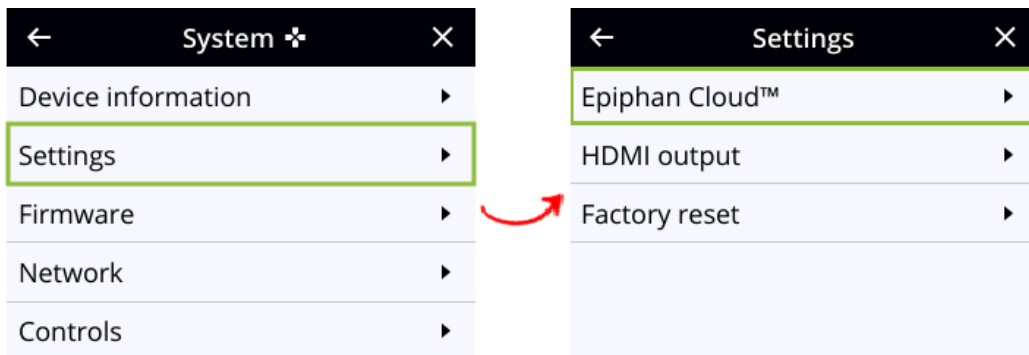 System
Device information
Settings
Firmware
Network
Controls
Settings
Epiphan Cloud™
HDMI output
Factory reset